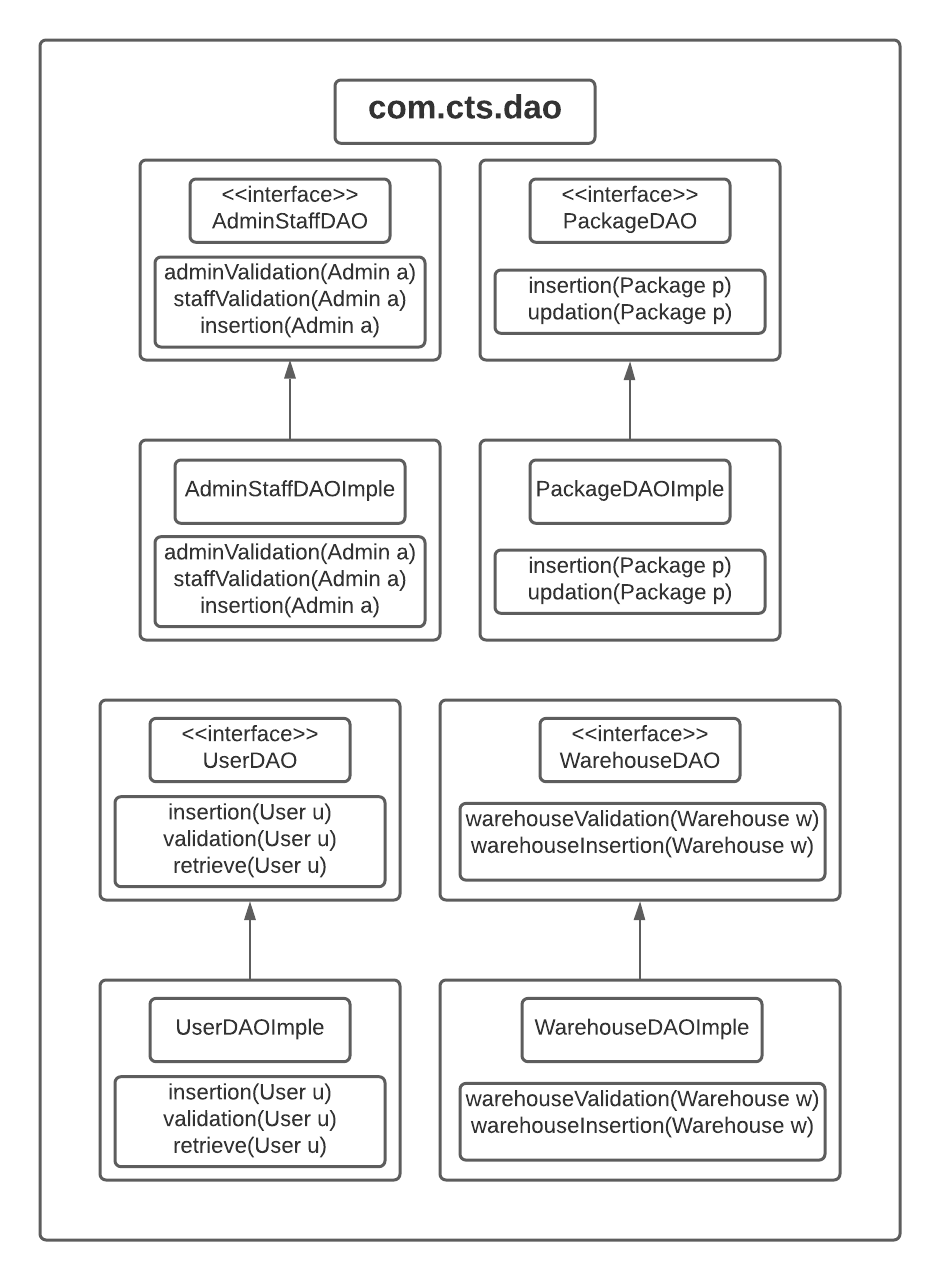 com.cts.dao
<<interface>>
AdminStaffDAO
adminValidation(Admin a)
staffValidation(Admin a)
insertion(Admin a)
<<interface>>
PackageDAO
insertion(Package p)
updation(Package p)
AdminStaffDAOImple
adminValidation(Admin a)
staffValidation(Admin a)
insertion(Admin a)
PackageDAOImple
insertion(Package p)
updation(Package p)
<<interface>>
UserDAO
insertion(User u)
validation(User u)
retrieve(User u)
<<interface>>
WarehouseDAO
warehouseValidation(Warehouse w)
warehouseInsertion(Warehouse w)
UserDAOImple
insertion(User u)
validation(User u)
retrieve(User u)
WarehouseDAOImple
warehouseValidation(Warehouse w)
warehouseInsertion(Warehouse w)